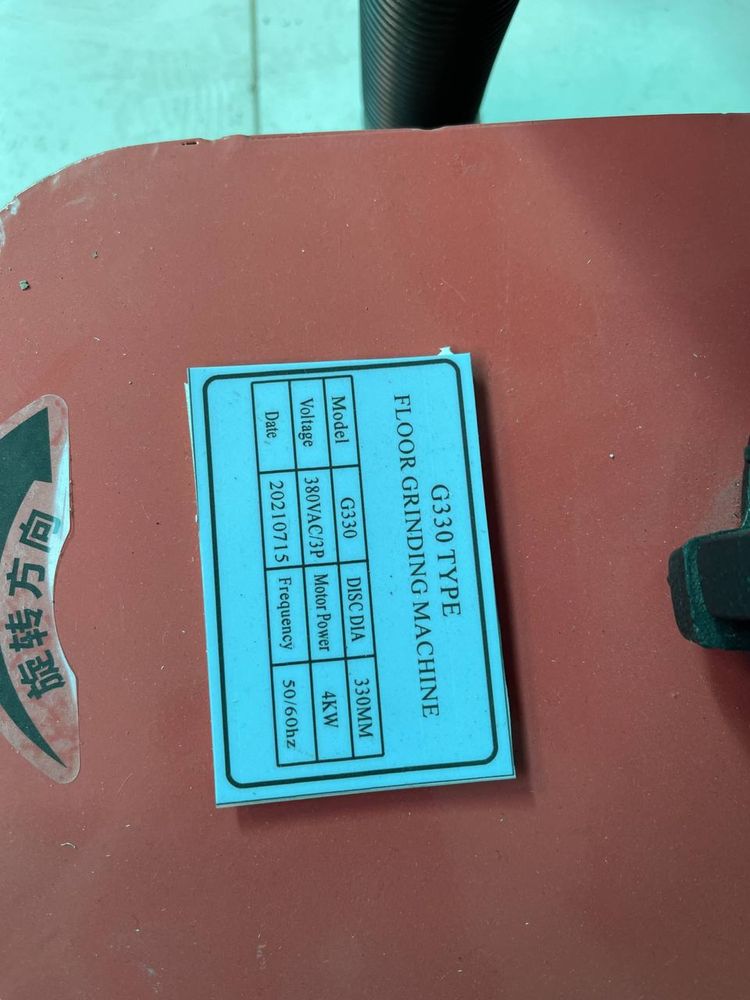 G330 TYPE
FLOOR GRINDING MACHINE
Model G330 DISC DIA 330MM
Voltage 380VAC/3P Motor Power 4KW
Date 20210715 Frequency 50/60hz
旋转方向